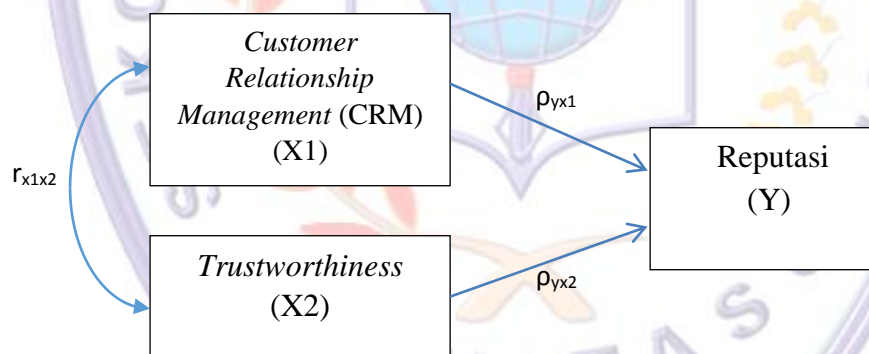 Customer
Relationship
Management (CRM)
(X1)
ρyx1
Reputasi
(Y)
rx1x2
Trustworthiness
(X2)
ρyx2